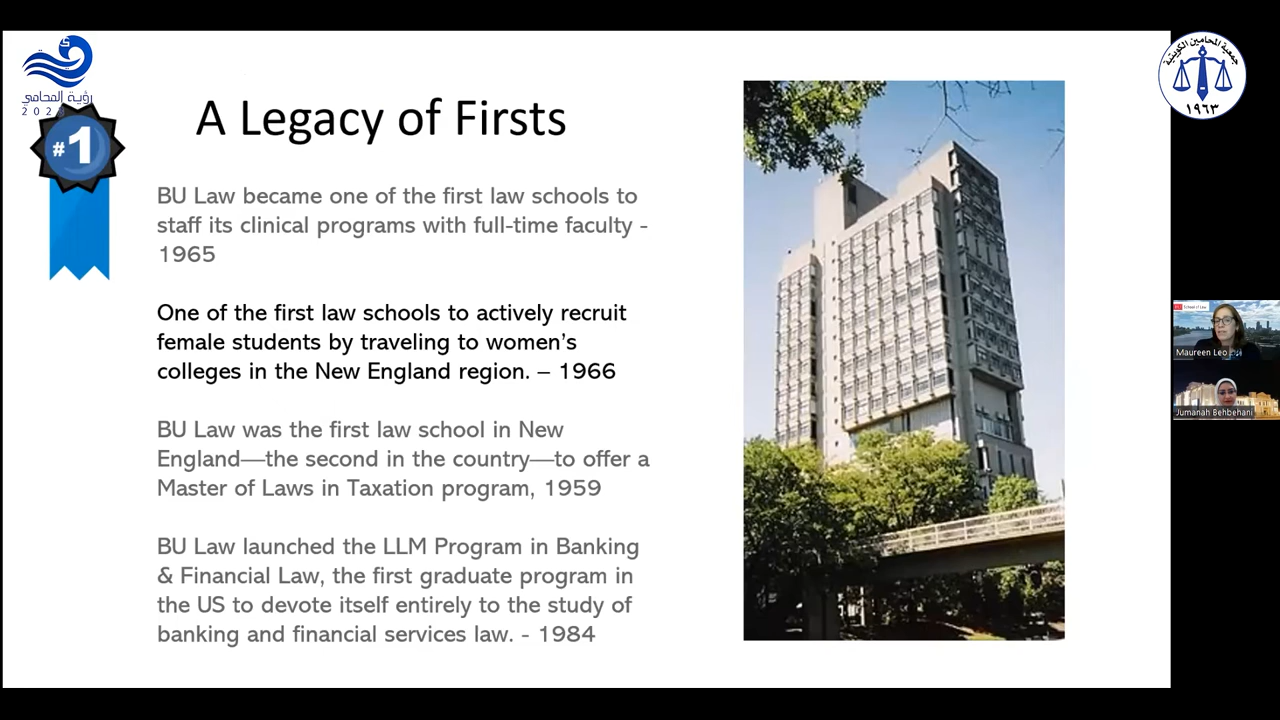 رؤية المحامي
#1
A Legacy of Firsts
BU Law became one of the first law schools to
staff its clinical programs with full-time faculty -
1965
One of the first law schools to actively recruit
female students by traveling to women’s
colleges in the New England region. – 1966
BU Law was the first law school in New
England—the second in the country—to offer a
Master of Laws in Taxation program, 1959
BU Law launched the LLM Program in Banking
& Financial Law, the first graduate program in
the US to devote itself entirely to the study of
banking and financial services law. - 1984
جمعية المحامين الكويتية
١٩٦٣
Maureen Leo
Jumanah Behbehani